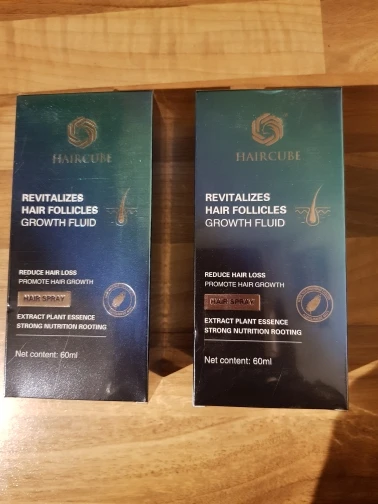 HAIRCUBE
REVITALIZES
HAIR FOLLICLES
GROWTH FLUID
REDUCE HAIR LOSS
PROMOTE HAIR GROWTH
HAIR SPRAY
EXTRACT PLANT ESSENCE
STRONG NUTRITION ROOTING
Net content: 60ml
HAIRCUBE
REVITALIZES
HAIR FOLLICLES
GROWTH FLUID
REDUCE HAIR LOSS
PROMOTE HAIR GROWTH
HAIR SPRAY
EXTRACT PLANT ESSENCE
STRONG NUTRITION ROOTING
Net content: 60ml